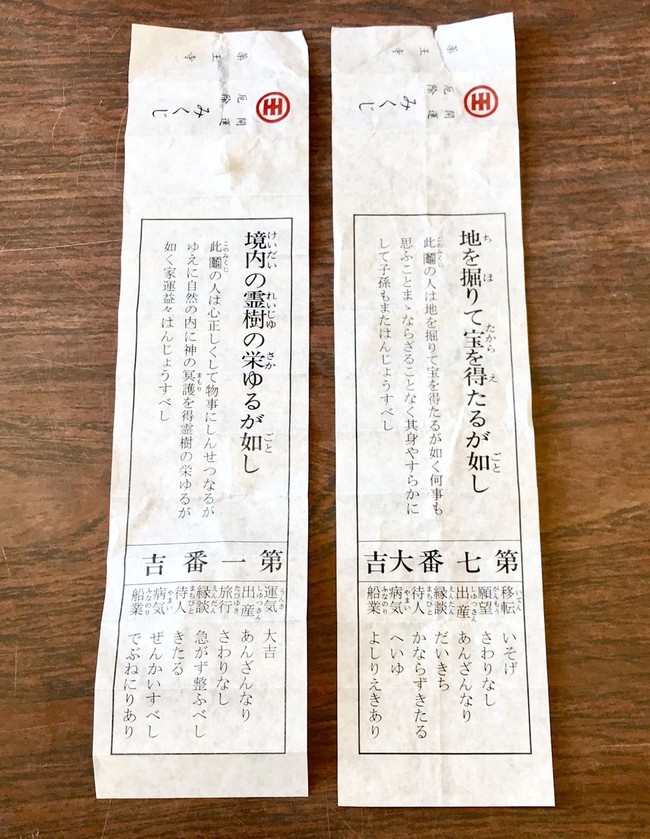 王
開運
厄除
みくじ
薬王寺
地を掘りて宝を得たるが如し
此鬮の人は地を掘りて宝を得たるが如く何事も
思ふことまゝならざることなく其身やすらかに
して子孫もまたはんじょうすべし
第七番大吉
移転 いそげ
願望 さわりなし
出産 あんざんなり
縁談 だいきち
待人 かならずきたる
病気 へいゆ
船業 よしりえきあり
王
開運
厄除
みくじ
薬王寺
境内の霊樹の栄ゆるが如し
此鬮の人は心正しくして物事にしんせつなるが
ゆえに自然の内に神の冥護を得霊樹の栄ゆるが
如く家運益々はんじょうすべし
第一番吉
運気 大吉
出産 あんざんなり
旅行 さわりなし
縁談 急がず整ふべし
待人 きたる
病気 ぜんかいすべし
船業 でぶねにりあり